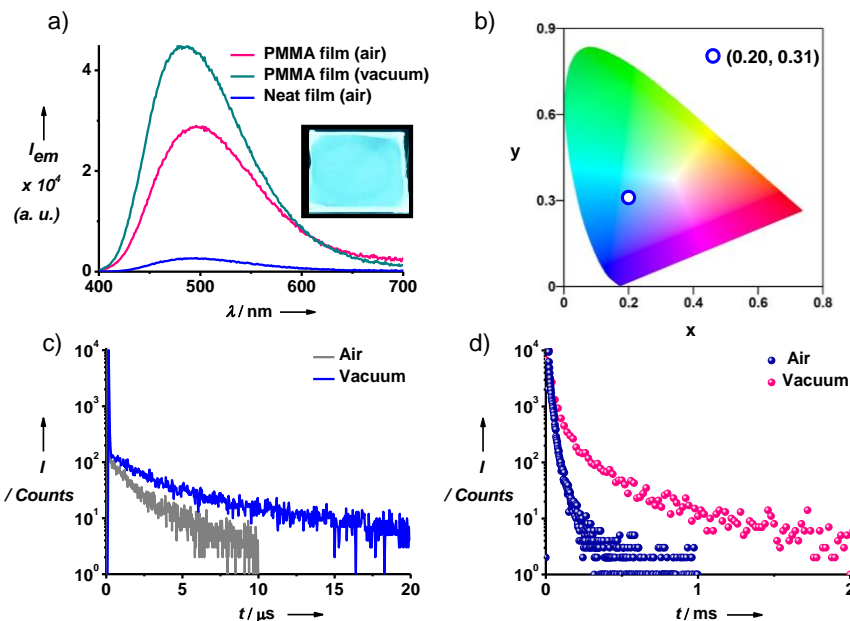 a)
PMMA film (air)
PMMA film (vacuum)
Neat film (air)
4
2
0
I_em
x 10^4
(a. u.)
400
500
600
700
λ / nm
b)
(0.20, 0.31)
0.9
0.6
0.3
0
y
0
0.2
0.4
0.6
0.8
x
c)
Air
Vacuum
10^4
10^3
10^2
10^1
10^0
I
/ Counts
0
5
10
15
20
t / µs
d)
Air
Vacuum
10^4
10^3
10^2
10^1
10^0
I
/ Counts
0
1
2
t / ms